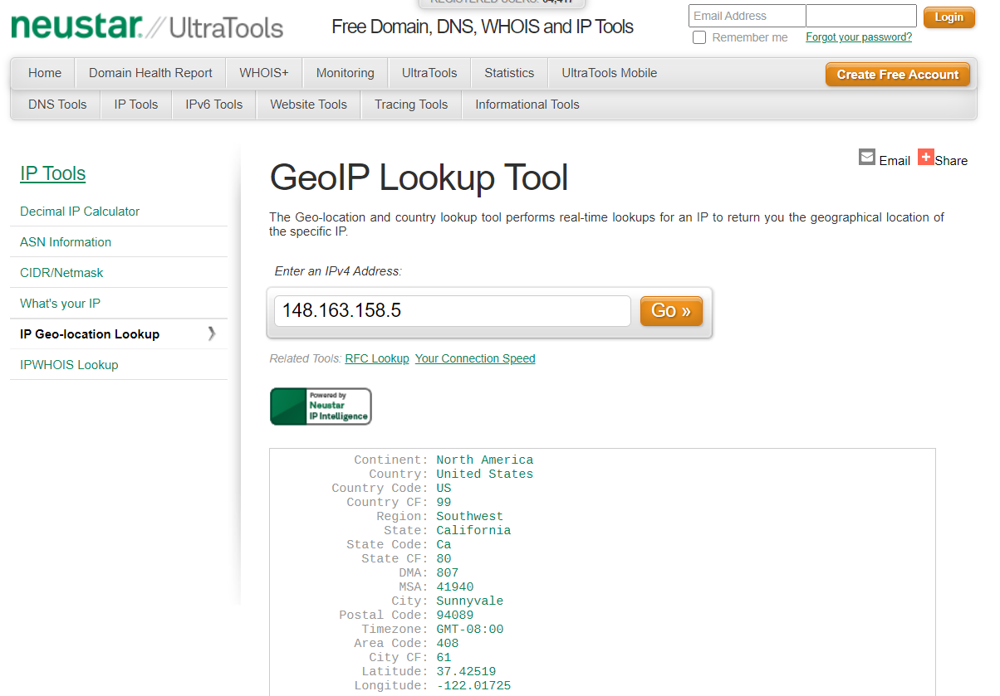 REGISTERED USERS:
neustar // UltraTools
Free Domain, DNS, WHOIS and IP Tools
Email Address
Login
Remember me
Forgot your password?
Home
Domain Health Report
WHOIS+
Monitoring
UltraTools
Statistics
UltraTools Mobile
Create Free Account
DNS Tools
IP Tools
IPv6 Tools
Website Tools
Tracing Tools
Informational Tools
IP Tools
Decimal IP Calculator
ASN Information
CIDR/Netmask
What's your IP
IP Geo-location Lookup
IPWHOIS Lookup
Email
Share
GeoIP Lookup Tool
The Geo-location and country lookup tool performs real-time lookups for an IP to return you the geographical location of
the specific IP.
Enter an IPv4 Address:
148.163.158.5
Go »
Related Tools: RFC Lookup Your Connection Speed
Powered by
Neustar
IP Intelligence
Continent: North America
Country: United States
Country Code: US
Country CF: 99
Region: Southwest
State: California
State Code: Ca
State CF: 80
DMA: 807
MSA: 41940
City: Sunnyvale
Postal Code: 94089
Timezone: GMT-08:00
Area Code: 408
City CF: 61
Latitude: 37.42519
Longitude: -122.01725